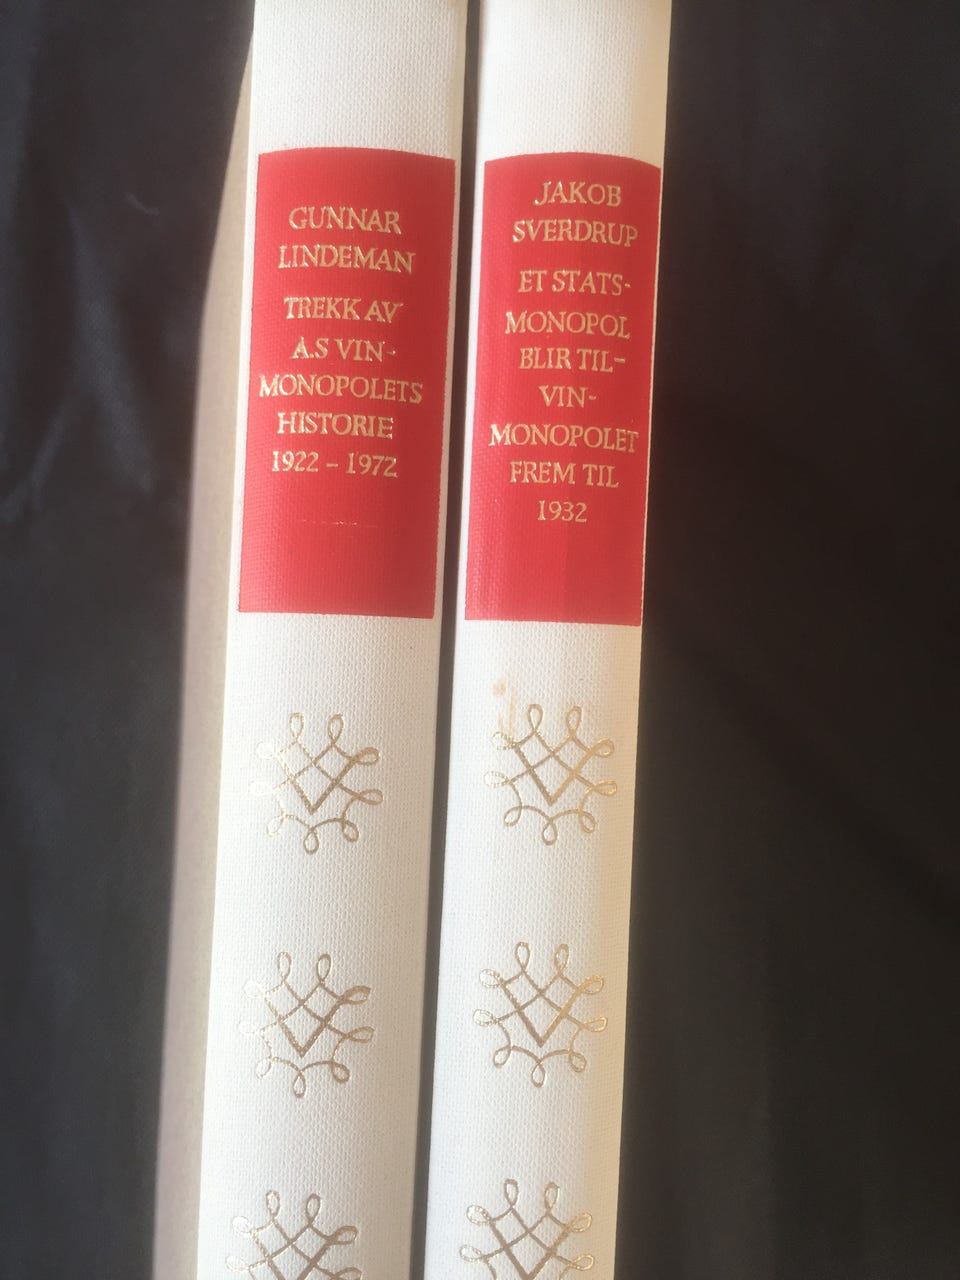 GUNNAR
LINDEMAN
TREKK AV
A.S VIN-
MONOPOLETS
HISTORIE
1922 - 1972
JAKOB
SVERDRUP
ET STATS-
MONOPOL
BLIR TIL-
VIN-
MONOPOLET
FREM TIL
1932